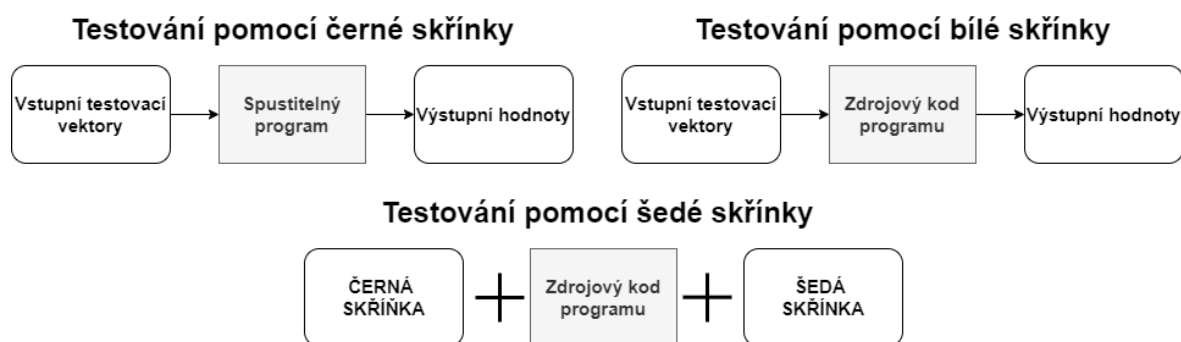 Testování pomocí černé skřínky
Testování pomocí bílé skřínky
Vstupní testovací
vektory
Spustitelný
program
Výstupní hodnoty
Vstupní testovací
vektory
Zdrojový kod
programu
Výstupní hodnoty
Testování pomocí šedé skřínky
ČERNÁ
SKŘÍŇKA
Zdrojový kod
programu
ŠEDÁ
SKŘÍNKA